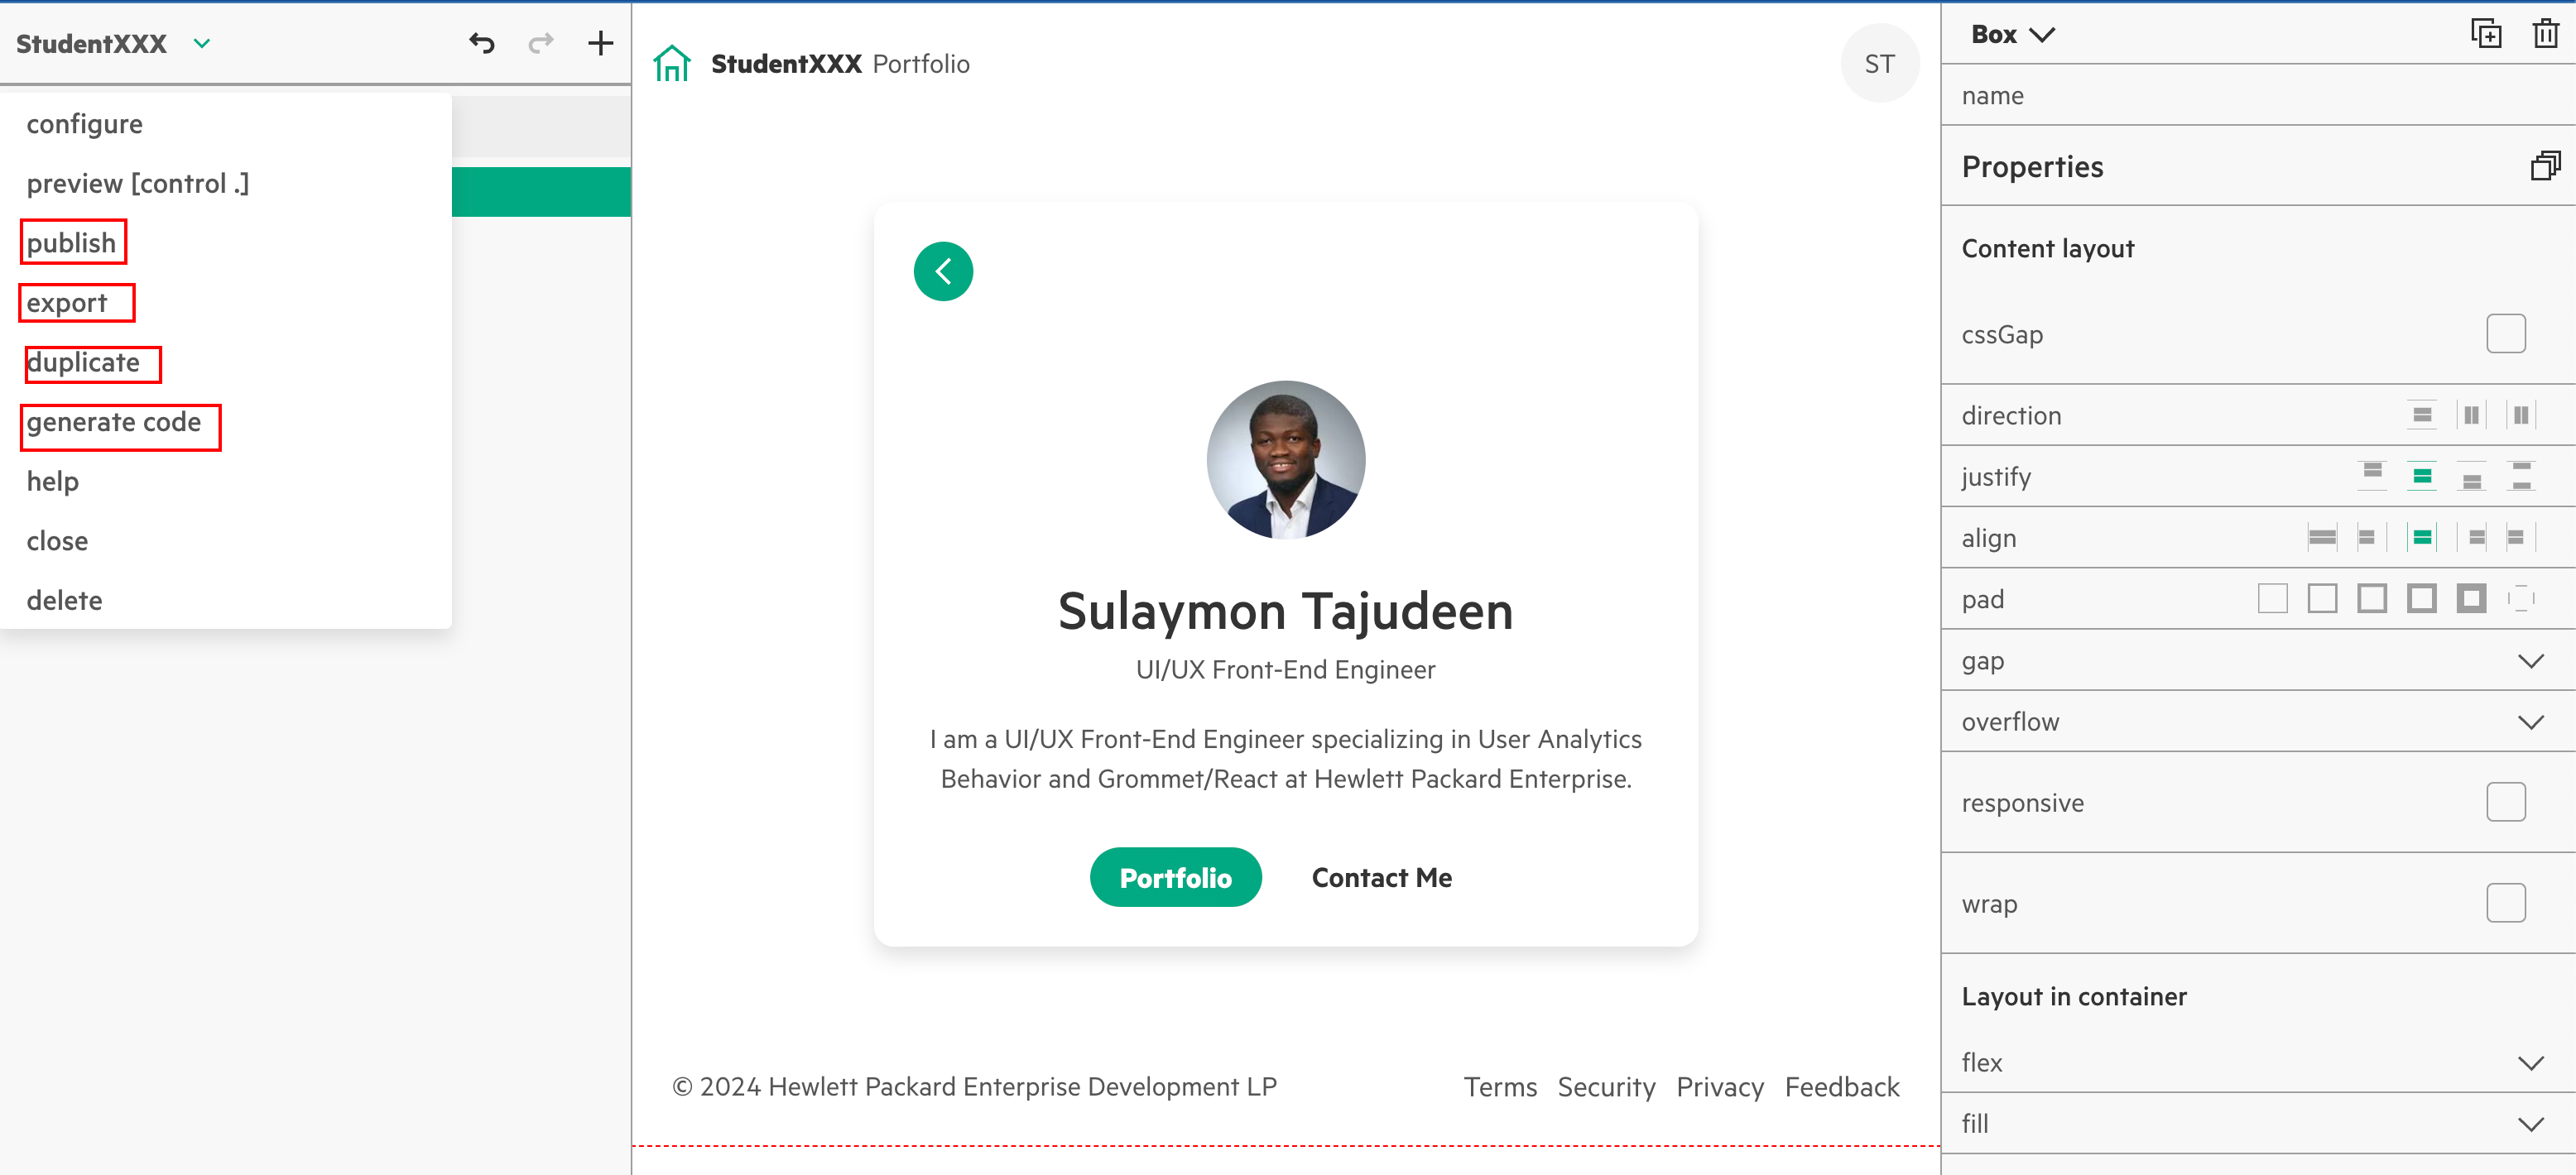 StudentXXX
configure
preview [control .]
publish
export
duplicate
generate code
help
close
delete
StudentXXX Portfolio
ST
Sulaymon Tajudeen
UI/UX Front-End Engineer
I am a UI/UX Front-End Engineer specializing in User Analytics
Behavior and Grommet/React at Hewlett Packard Enterprise.
Portfolio
Contact Me
© 2024 Hewlett Packard Enterprise Development LP
Terms Security Privacy Feedback
Box
name
Properties
Content layout
cssGap
direction
justify
align
pad
gap
overflow
responsive
wrap
Layout in container
flex
fill